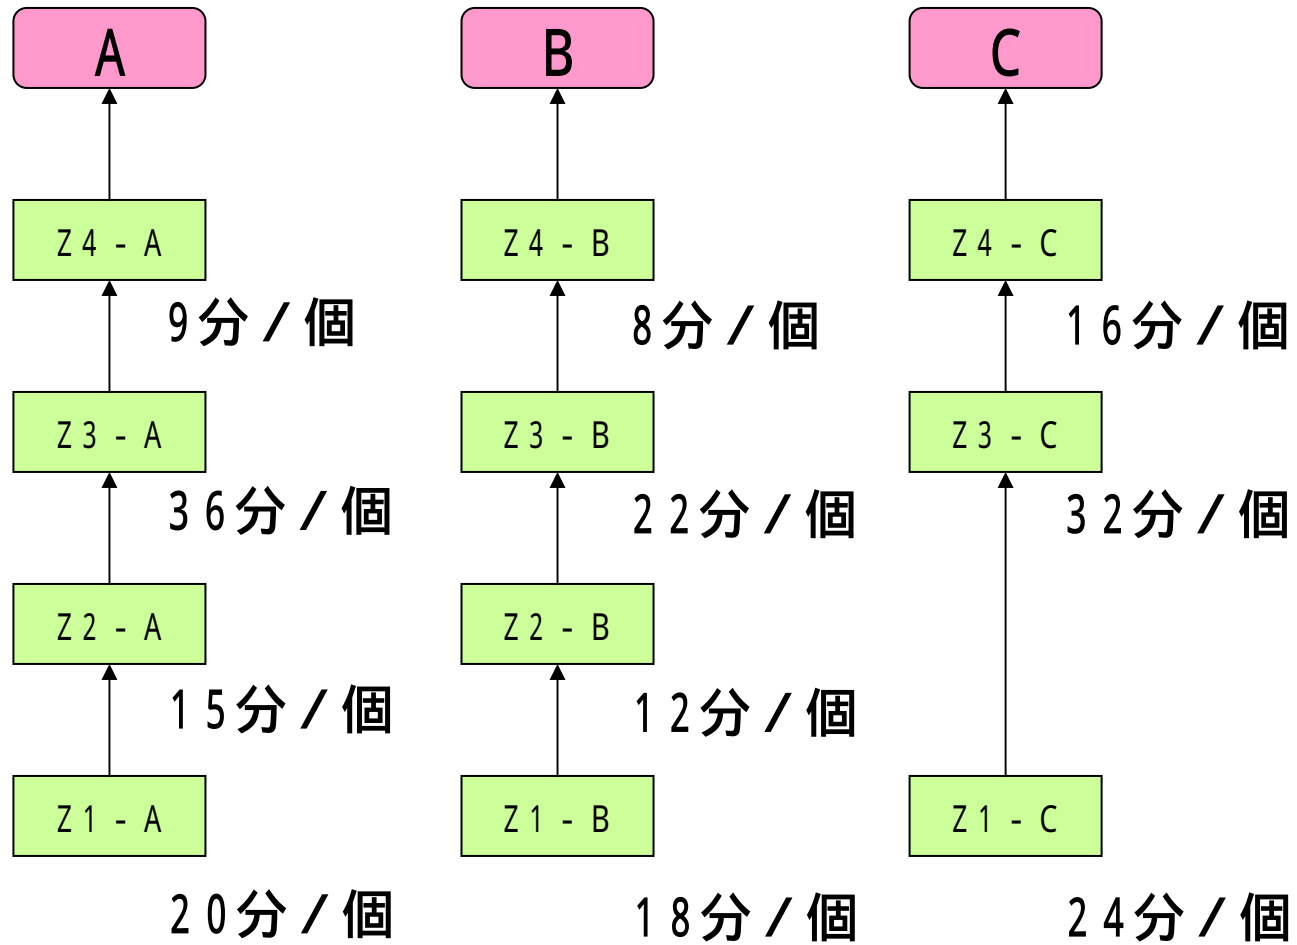 A
B
C
Z4-A
Z4-B
Z4-C
9分/個
8分/個
16分/個
Z3-A
Z3-B
Z3-C
36分/個
22分/個
32分/個
Z2-A
Z2-B
15分/個
12分/個
Z1-A
Z1-B
Z1-C
20分/個
18分/個
24分/個